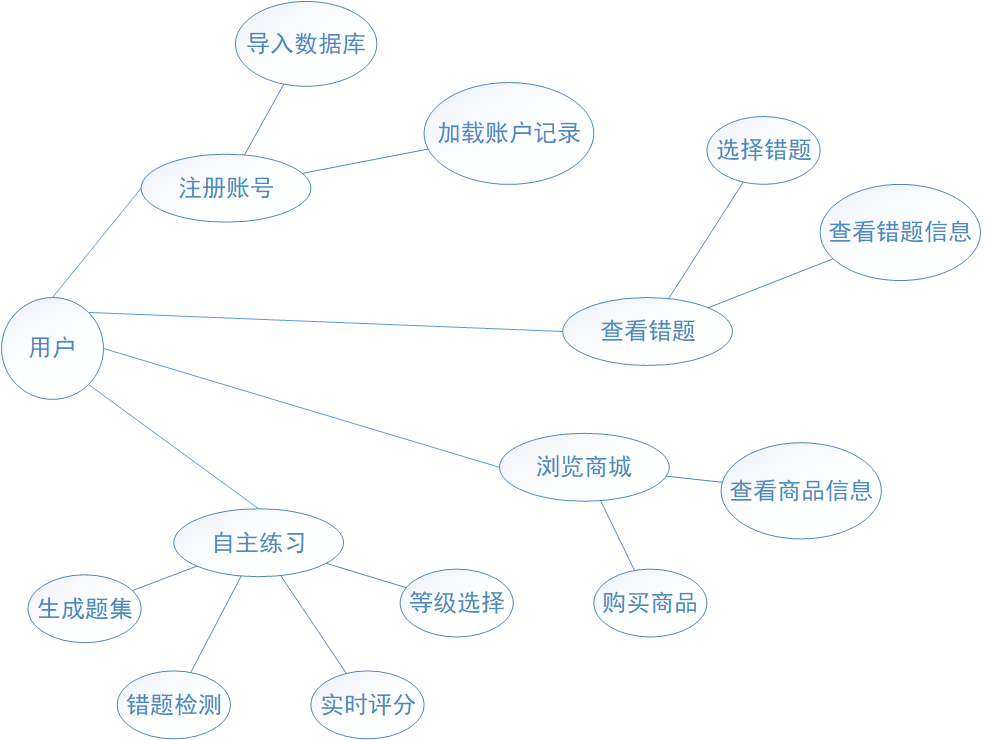 导入数据库
加载账户记录
选择错题
注册账号
查看错题信息
查看错题
用户
浏览商城
查看商品信息
自主练习
生成题集
等级选择
购买商品
错题检测
实时评分